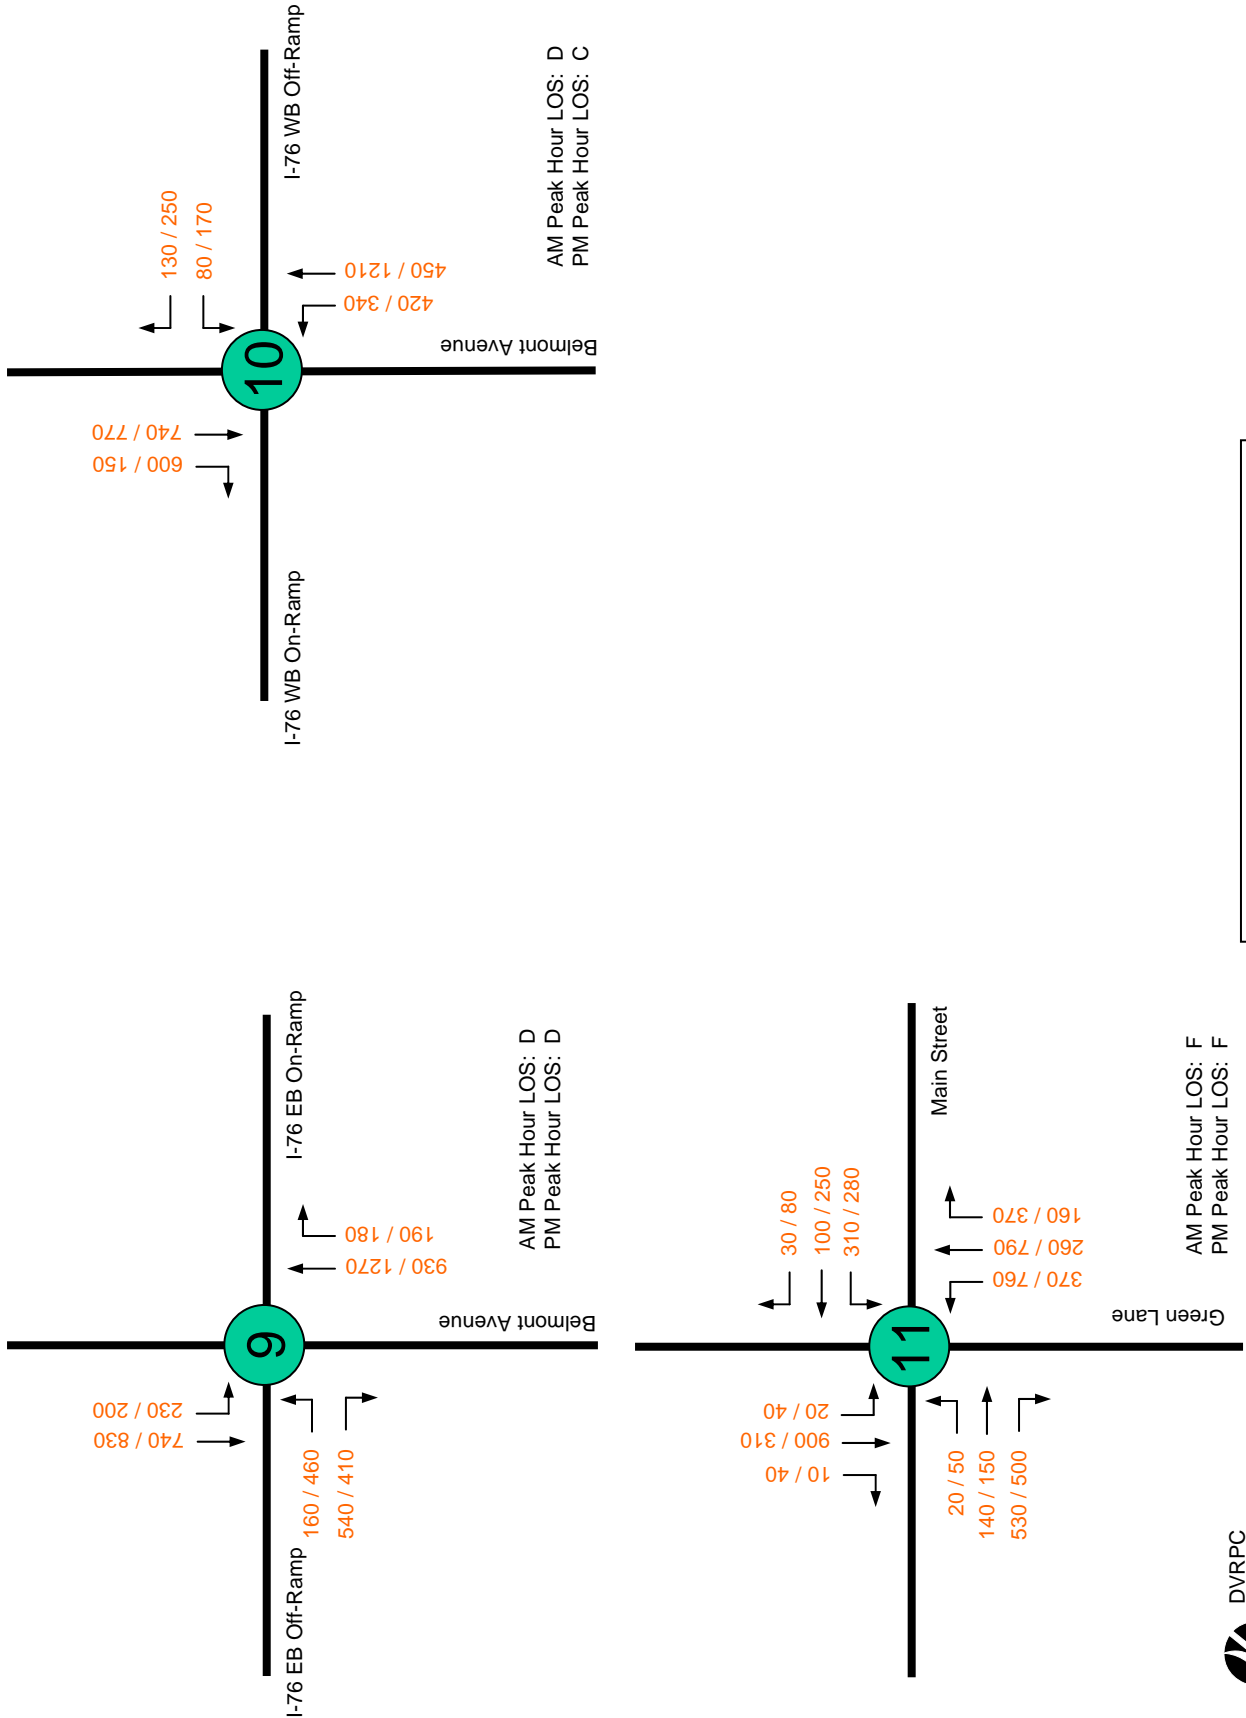 740 / 830
230 / 200
9
I-76 EB Off-Ramp
I-76 EB On-Ramp
160 / 460
540 / 410
930 / 1270
190 / 180
Belmont Avenue
AM Peak Hour LOS: D
PM Peak Hour LOS: D
600 / 150
740 / 770
130 / 250
80 / 170
10
I-76 WB On-Ramp
I-76 WB Off-Ramp
420 / 340
450 / 1210
Belmont Avenue
AM Peak Hour LOS: D
PM Peak Hour LOS: C
10 / 40
900 / 310
20 / 40
30 / 80
100 / 250
310 / 280
11
Main Street
20 / 50
140 / 150
530 / 500
370 / 760
260 / 790
160 / 370
Green Lane
AM Peak Hour LOS: F
PM Peak Hour LOS: F
DVRPC